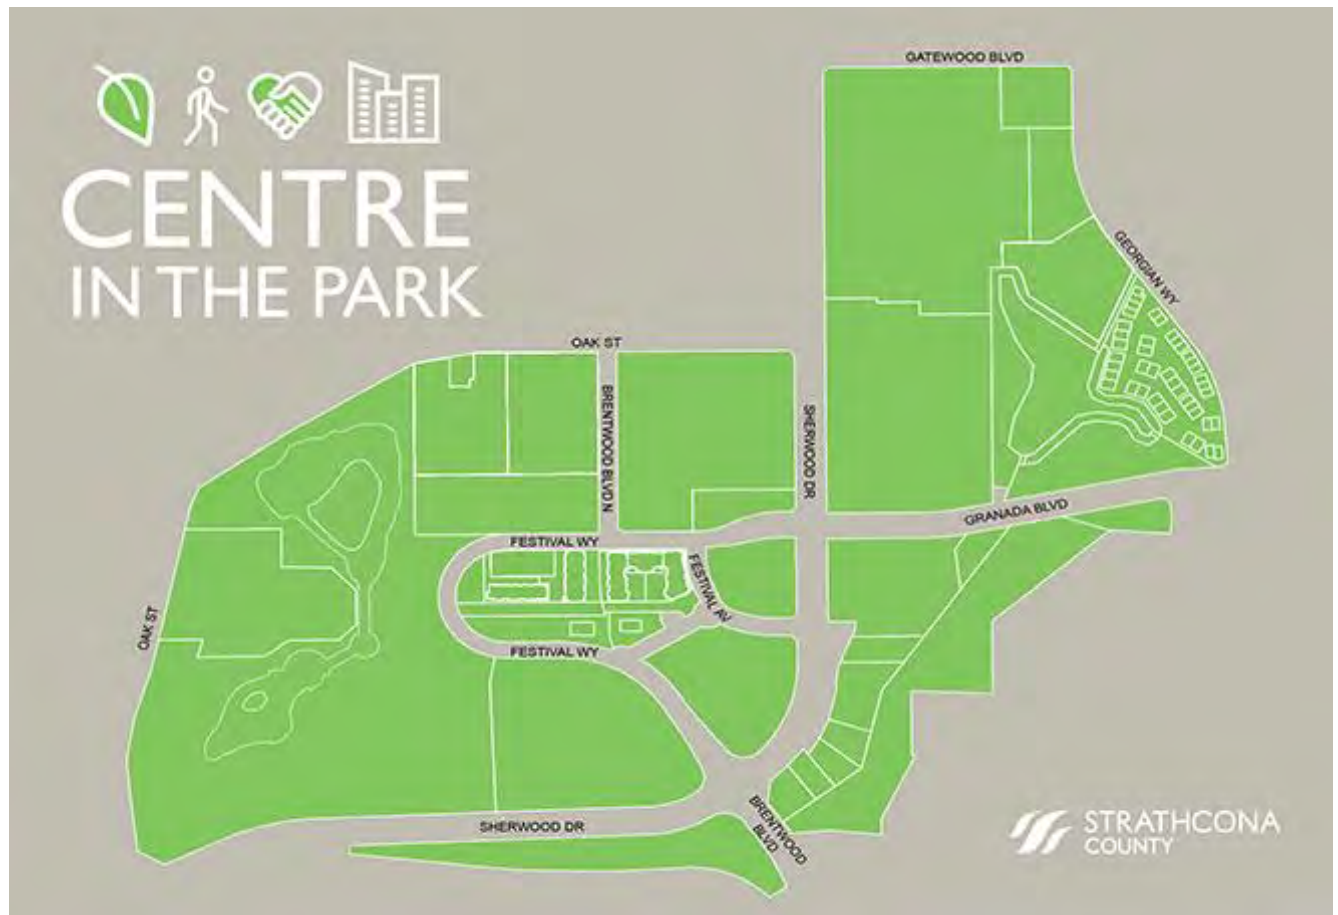 CENTRE
IN THE PARK
GATEWOOD BLVD
GEORGIAN WY
OAK ST
BRENTWOOD BLVD N
SHERWOOD DR
GRANADA BLVD
FESTIVAL WY
FESTIVAL AV
OAK ST
FESTIVAL WY
SHERWOOD DR
BRENTWOOD
BLVD
STRATHCONA
COUNTY